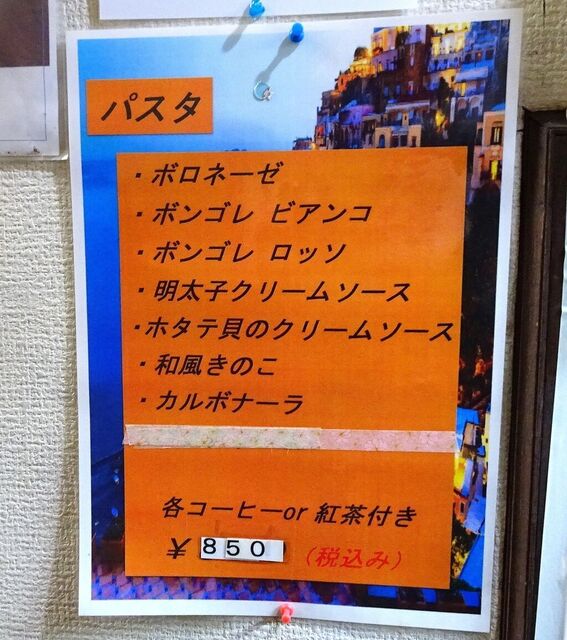 パスタ
・ボロネーゼ
・ボンゴレ ビアンコ
・ボンゴレ ロッソ
・明太子クリームソース
・ホタテ貝のクリームソース
・和風きのこ
・カルボナーラ
各コーヒーor 紅茶付き
￥850 (税込み)